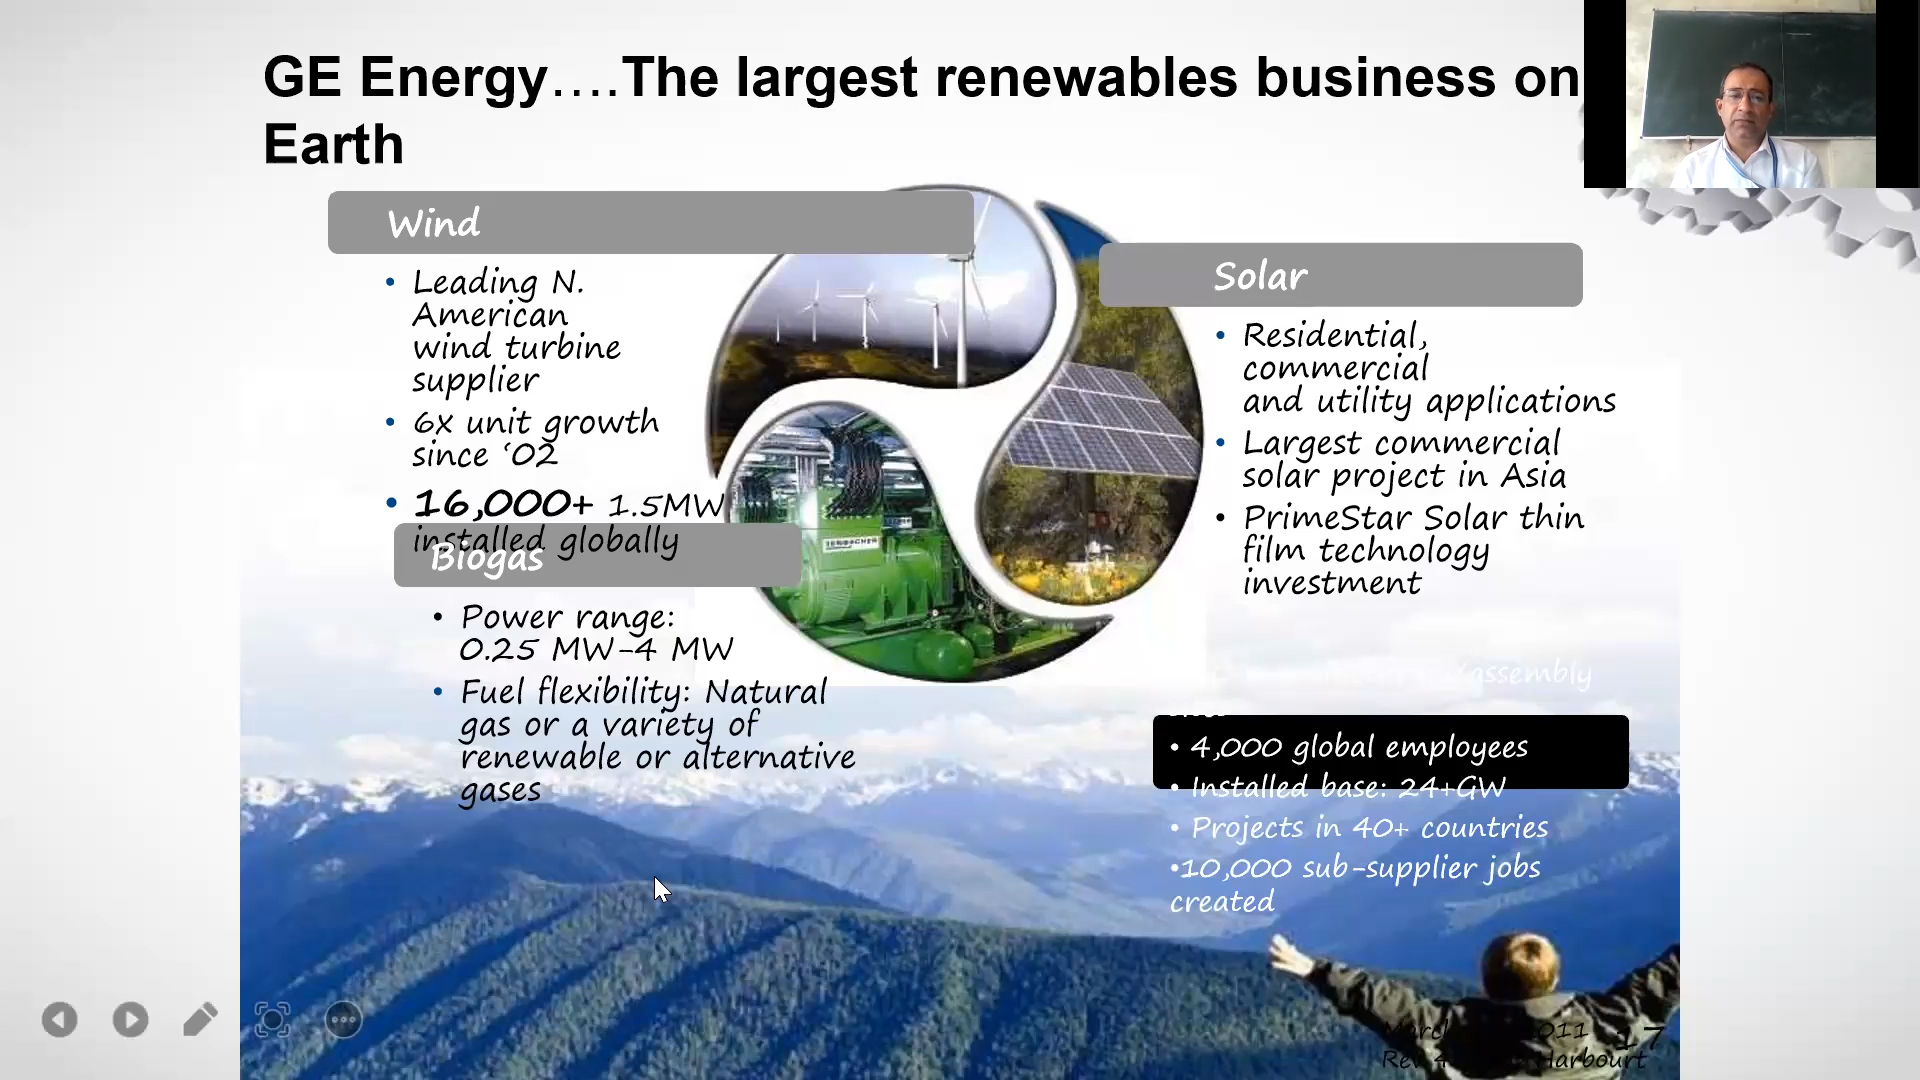 GE Energy….The largest renewables business on
Earth
Wind
• Leading N.
American
wind turbine
supplier
• 6x unit growth
since ‘02
• 16,000+ 1.5MW
installed globally
Biogas
• Power range:
0.25 MW-4 MW
• Fuel flexibility: Natural
gas or a variety of
renewable or alternative
gases
Solar
• Residential,
commercial
and utility applications
• Largest commercial
solar project in Asia
• PrimeStar Solar thin
film technology
investment
JENBACHER
assembly
• 4,000 global employees
• Installed base: 24+GW
• Projects in 40+ countries
•10,000 sub-supplier jobs
created
17